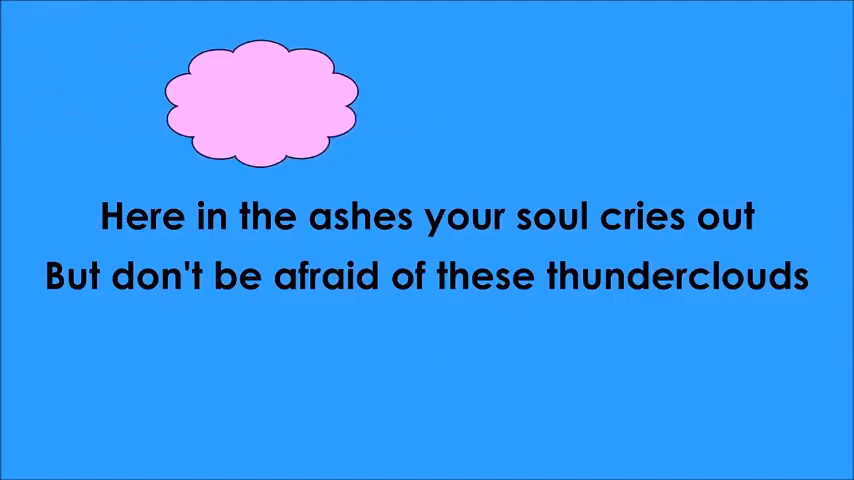 Here in the ashes your soul cries out
But don't be afraid of these thunderclouds